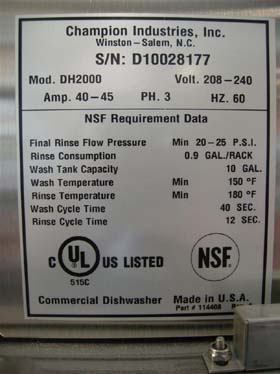 Champion Industries, Inc.
Winston-Salem, N.C.
S/N: D10028177
Mod. DH2000 Volt. 208-240
Amp. 40-45 PH. 3 HZ. 60
NSF Requirement Data
Final Rinse Flow Pressure Min 20-25 P.S.I.
Rinse Consumption 0.9 GAL./RACK
Wash Tank Capacity 10 GAL.
Wash Temperature Min 150 °F
Rinse Temperature Min 180 °F
Wash Cycle Time 40 SEC.
Rinse Cycle Time 12 SEC.
C UL US LISTED
515C
NSF
Commercial Dishwasher Made in U.S.A.
Part # 114408